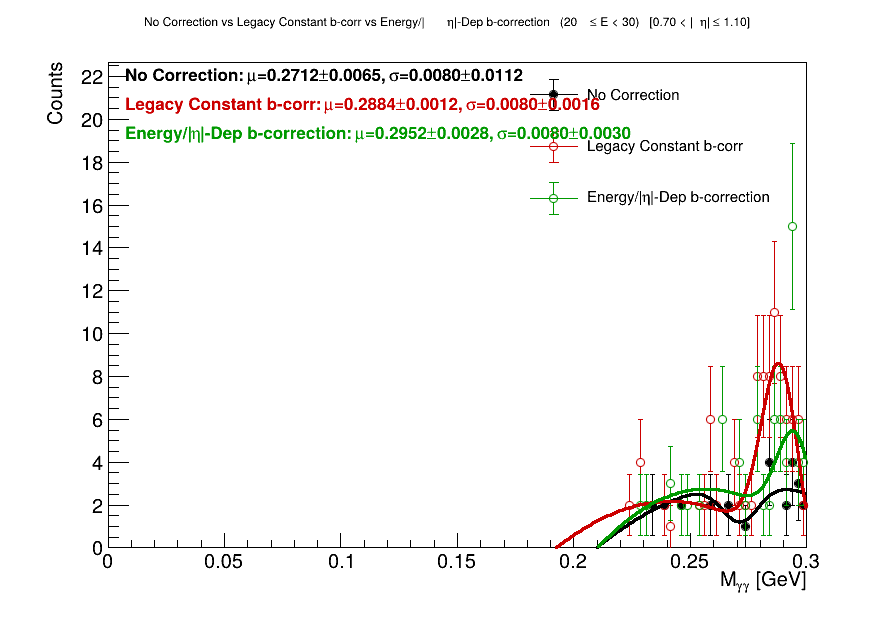 No Correction vs Legacy Constant b-corr vs Energy/| η|-Dep b-correction (20 ≤ E < 30) [0.70 < | η| ≤ 1.10]
Counts
No Correction: μ=0.2712±0.0065, σ=0.0080±0.0112
Legacy Constant b-corr: μ=0.2884±0.0012, σ=0.0080±0.0016
Energy/|η|-Dep b-correction: μ=0.2952±0.0028, σ=0.0080±0.0030
No Correction
Legacy Constant b-corr
Energy/|η|-Dep b-correction
22
20
18
16
14
12
10
8
6
4
2
0
0 0.05 0.1 0.15 0.2 0.25 0.3
Mγγ [GeV]